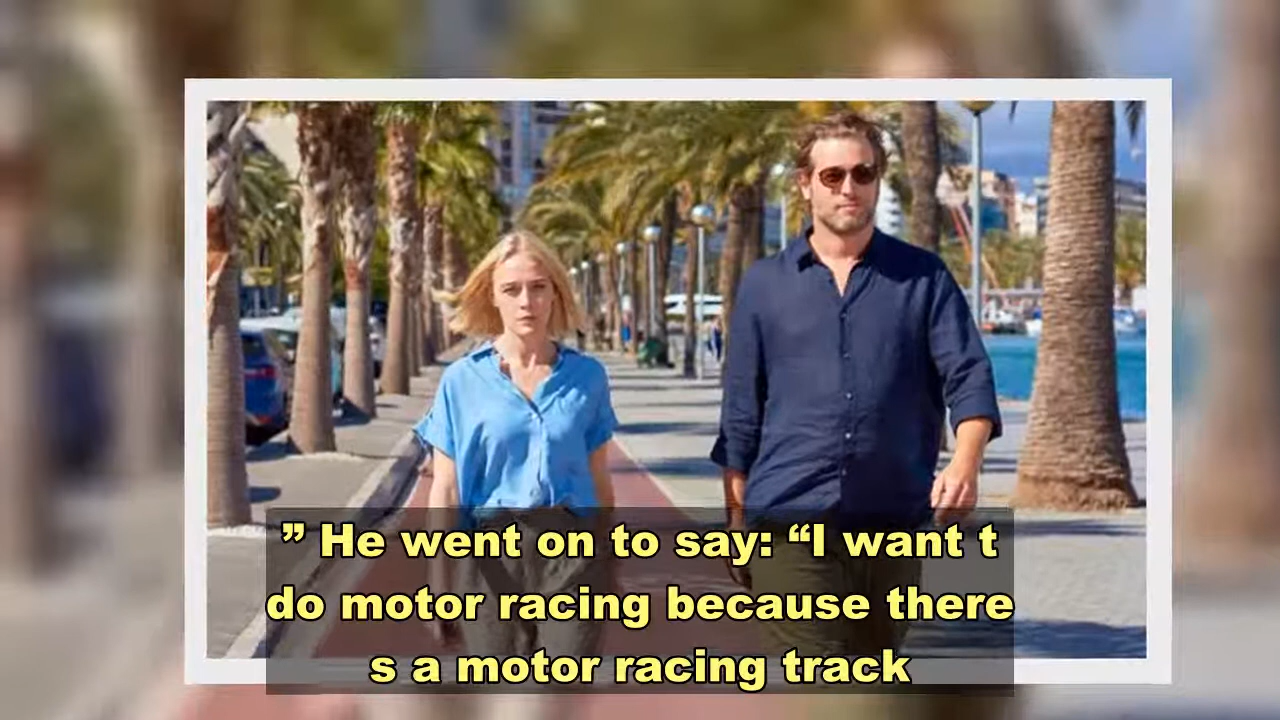 ” He went on to say: “I want t
do motor racing because there
s a motor racing track